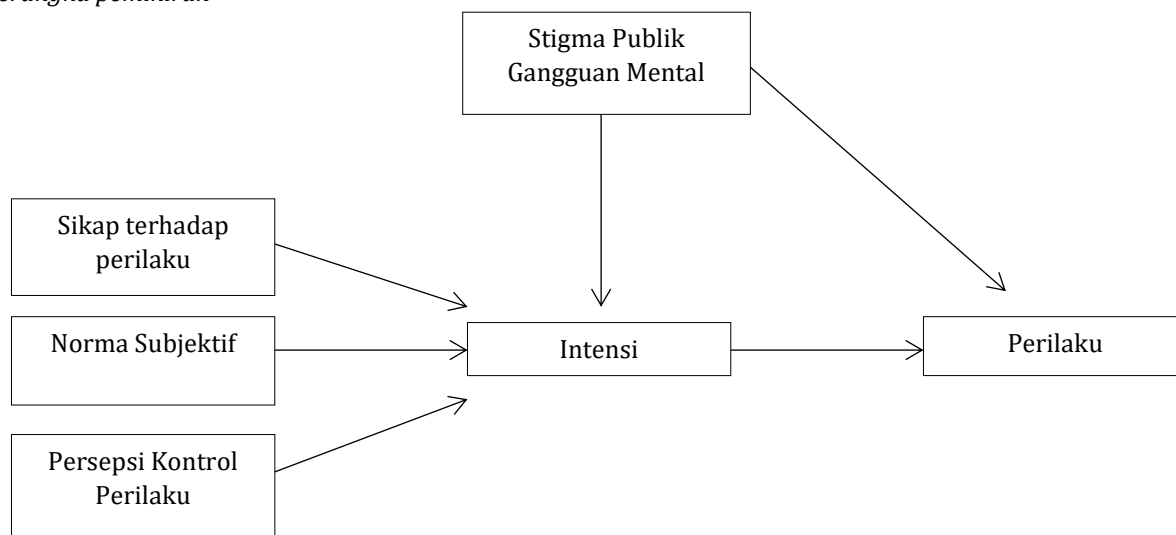 Stigma Publik
Gangguan Mental
Sikap terhadap
perilaku
Norma Subjektif
Intensi
Perilaku
Persepsi Kontrol
Perilaku